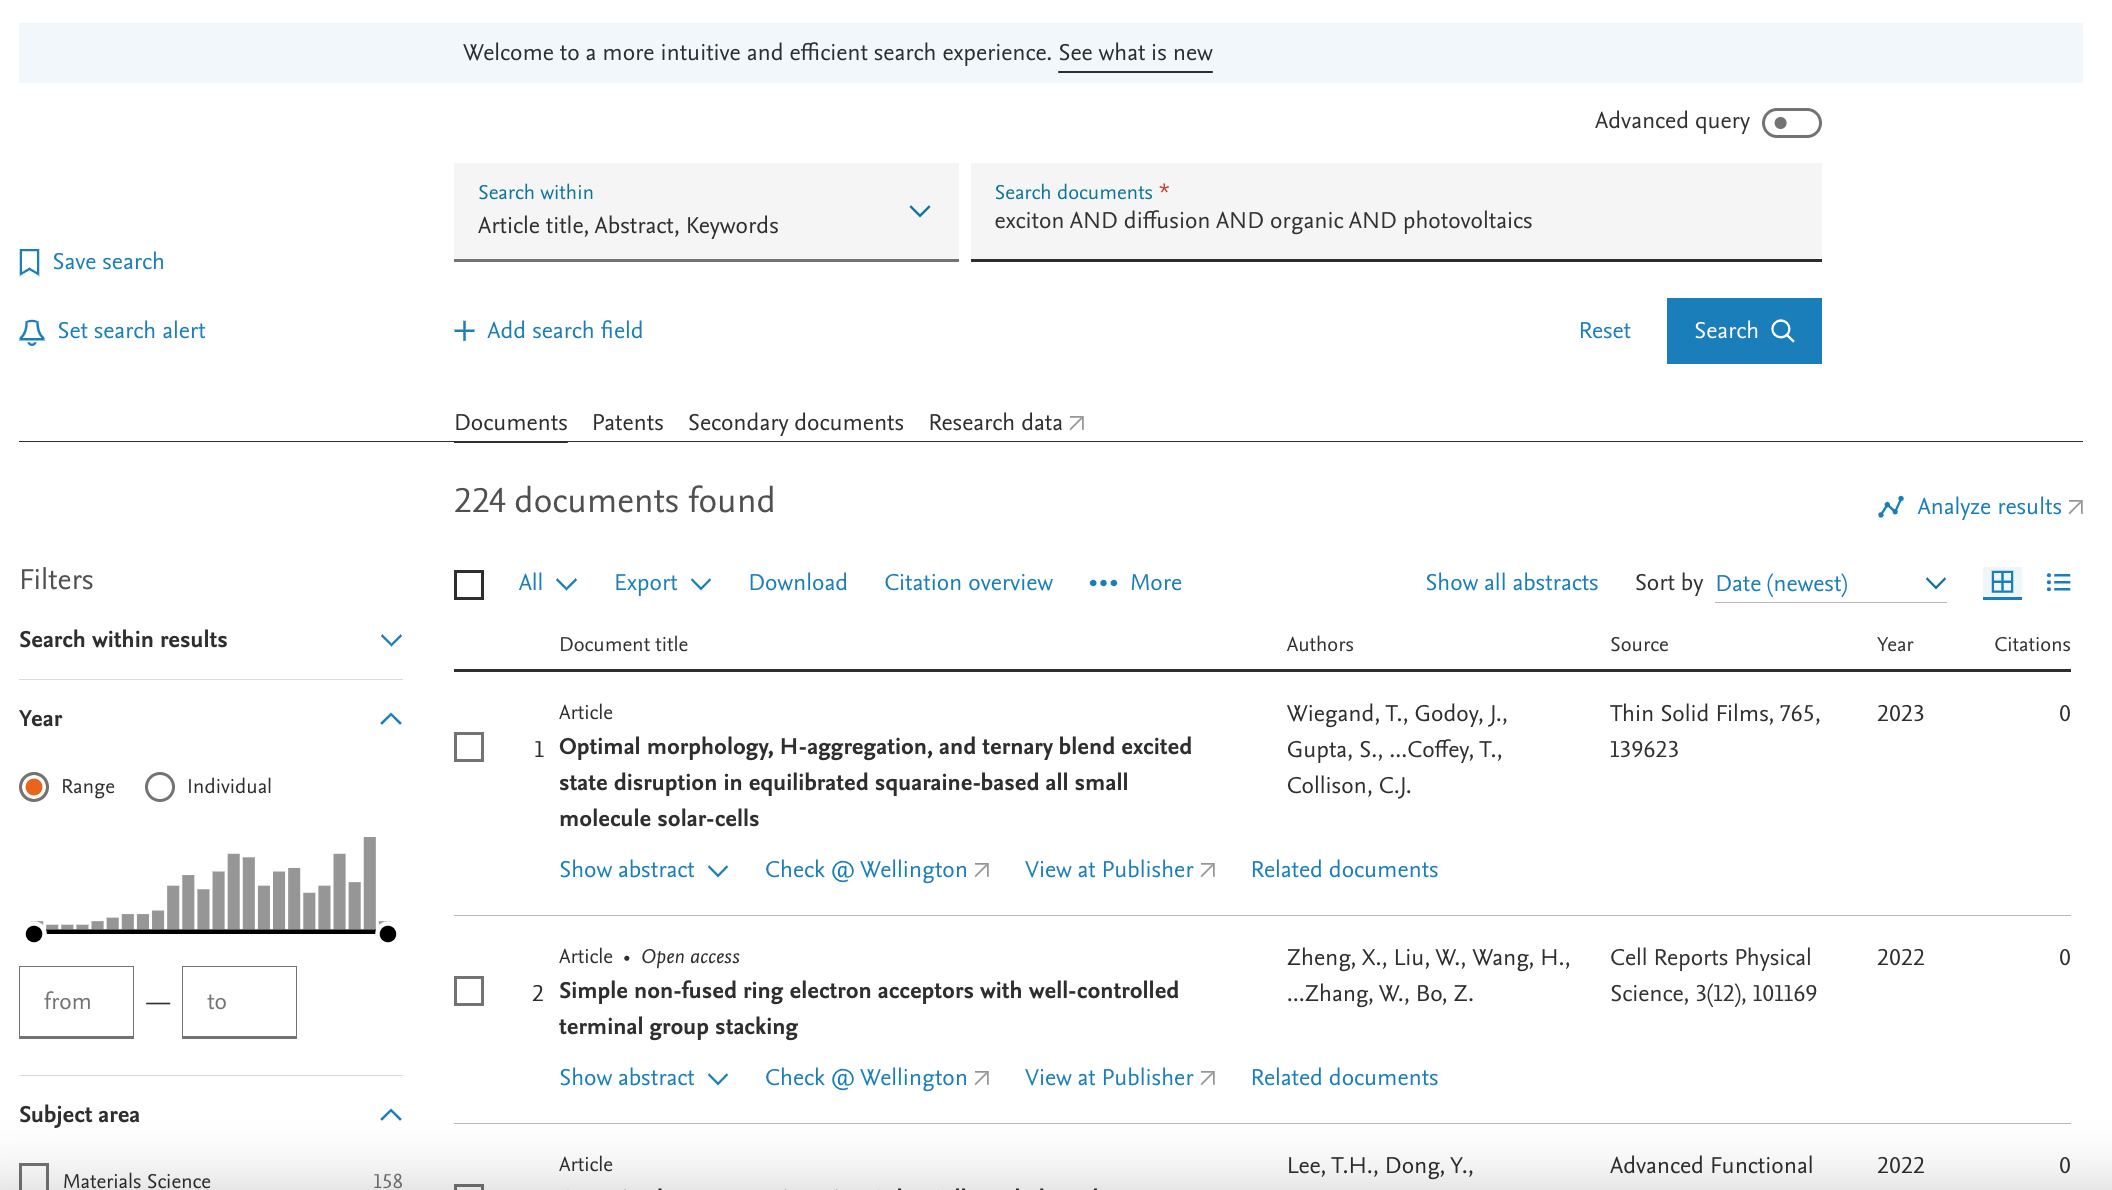 Welcome to a more intuitive and efficient search experience. See what is new
Advanced query
Search within
Article title, Abstract, Keywords
Search documents *
exciton AND diffusion AND organic AND photovoltaics
Save search
Set search alert
+ Add search field
Reset
Search
Documents Patents Secondary documents Research data
224 documents found
Analyze results
Filters
Search within results
Year
Range Individual
from — to
Subject area
Materials Science 158
All Export Download Citation overview ••• More
Show all abstracts Sort by Date (newest)
Document title Authors Source Year Citations
Article
1 Optimal morphology, H-aggregation, and ternary blend excited
state disruption in equilibrated squaraine-based all small
molecule solar-cells
Wiegand, T., Godoy, J.,
Gupta, S., ...Coffey, T.,
Collison, C.J.
Thin Solid Films, 765,
139623
2023
0
Show abstract Check @ Wellington View at Publisher Related documents
Article • Open access
2 Simple non-fused ring electron acceptors with well-controlled
terminal group stacking
Zheng, X., Liu, W., Wang, H.,
...Zhang, W., Bo, Z.
Cell Reports Physical
Science, 3(12), 101169
2022
0
Show abstract Check @ Wellington View at Publisher Related documents
Article
Lee, T.H., Dong, Y.,
Advanced Functional
2022
0